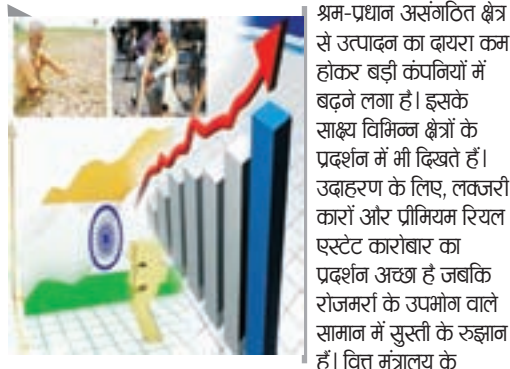 श्रम-प्रधान असंगठित क्षेत्र
से उत्पादन का दायरा कम
होकर बड़ी कंपनियों में
बढ़ने लगा है। इसके
साक्ष्य विभिन्न क्षेत्रों के
प्रदर्शन में भी दिखते हैं।
उदाहरण के लिए, लक्जरी
कारों और प्रीमियम रियल
एस्टेट कारोबार का
प्रदर्शन अच्छा है जबकि
रोजमर्रा के उपभोग वाले
सामान में सुस्ती के रुझान
हैं। वित्त मंत्रालय के